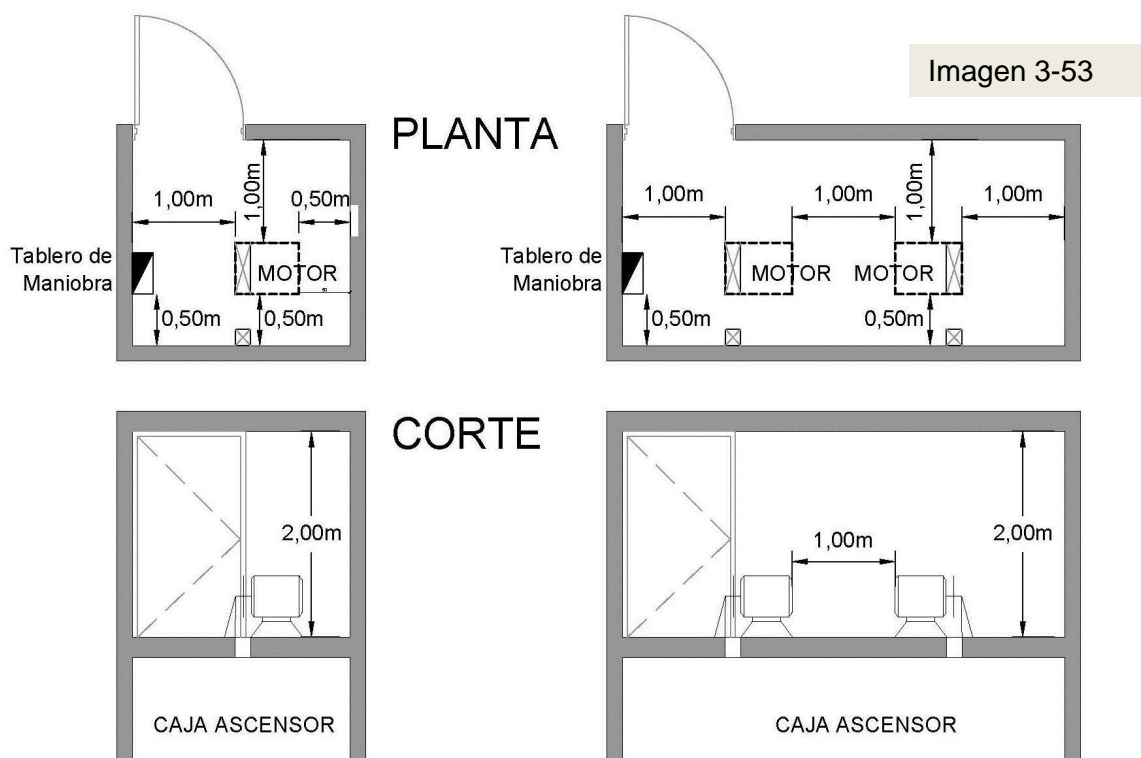 Imagen 3-53
PLANTA
1,00m
1,00m
0,50m
Tablero de
Maniobra
MOTOR
0,50m
0,50m
1,00m
1,00m
1,00m
1,00m
Tablero de
Maniobra
MOTOR
MOTOR
0,50m
0,50m
CORTE
2,00m
CAJA ASCENSOR
1,00m
2,00m
CAJA ASCENSOR